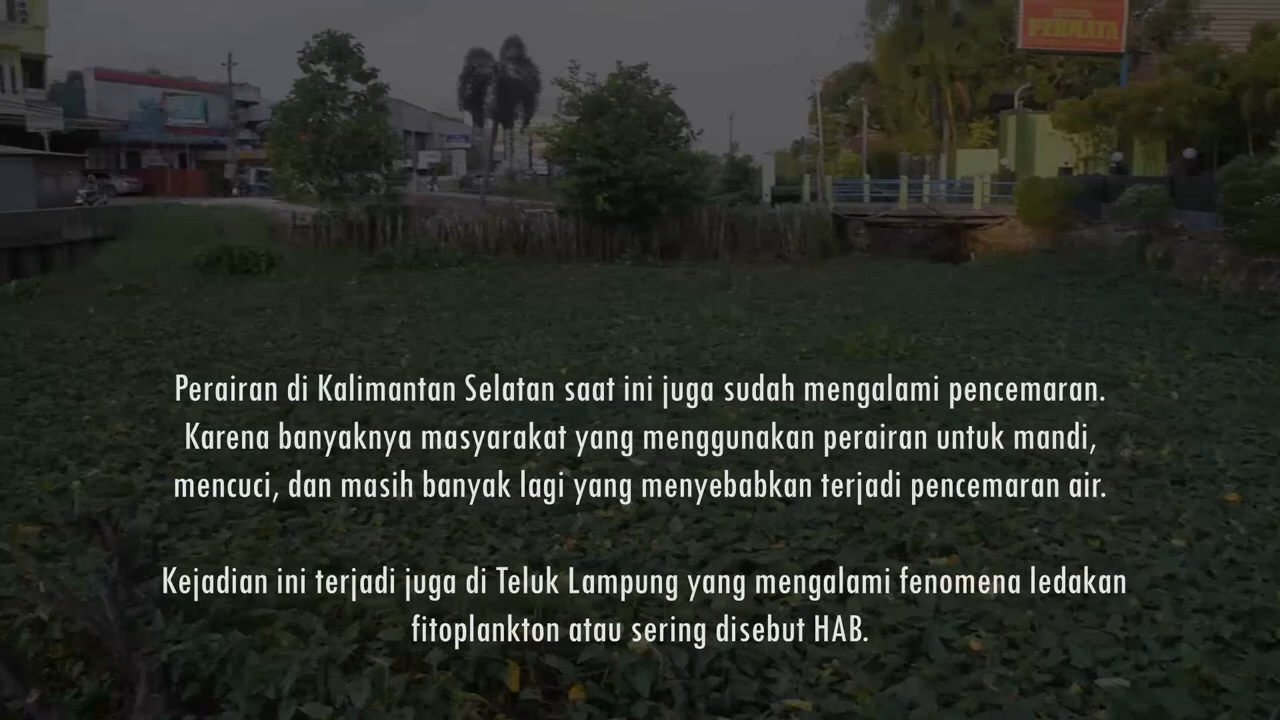 PERMATA
Perairan di Kalimantan Selatan saat ini juga sudah mengalami pencemaran.
Karena banyaknya masyarakat yang menggunakan perairan untuk mandi,
mencuci, dan masih banyak lagi yang menyebabkan terjadi pencemaran air.
Kejadian ini terjadi juga di Teluk Lampung yang mengalami fenomena ledakan
fitoplankton atau sering disebut HAB.